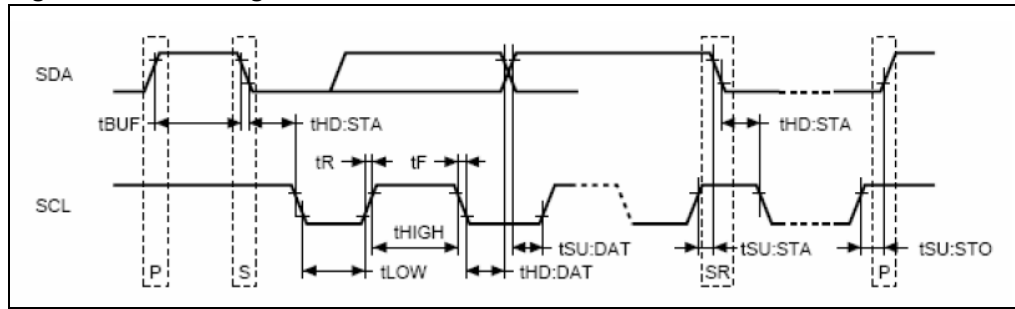 SDA
tBUF
tHD:STA
tHD:STA
tR
tF
SCL
tHIGH
tLOW
tHD:DAT
tSU:DAT
tSU:STA
tSU:STO
P
S
SR
P